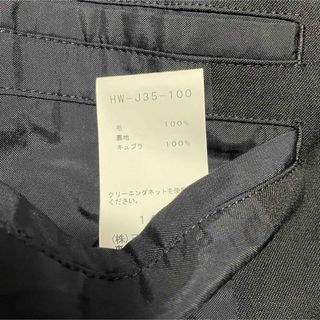 HW-J35-100
毛 100%
裏地
キュプラ 100%
クリーニングネットを使
ください。
1
(株)